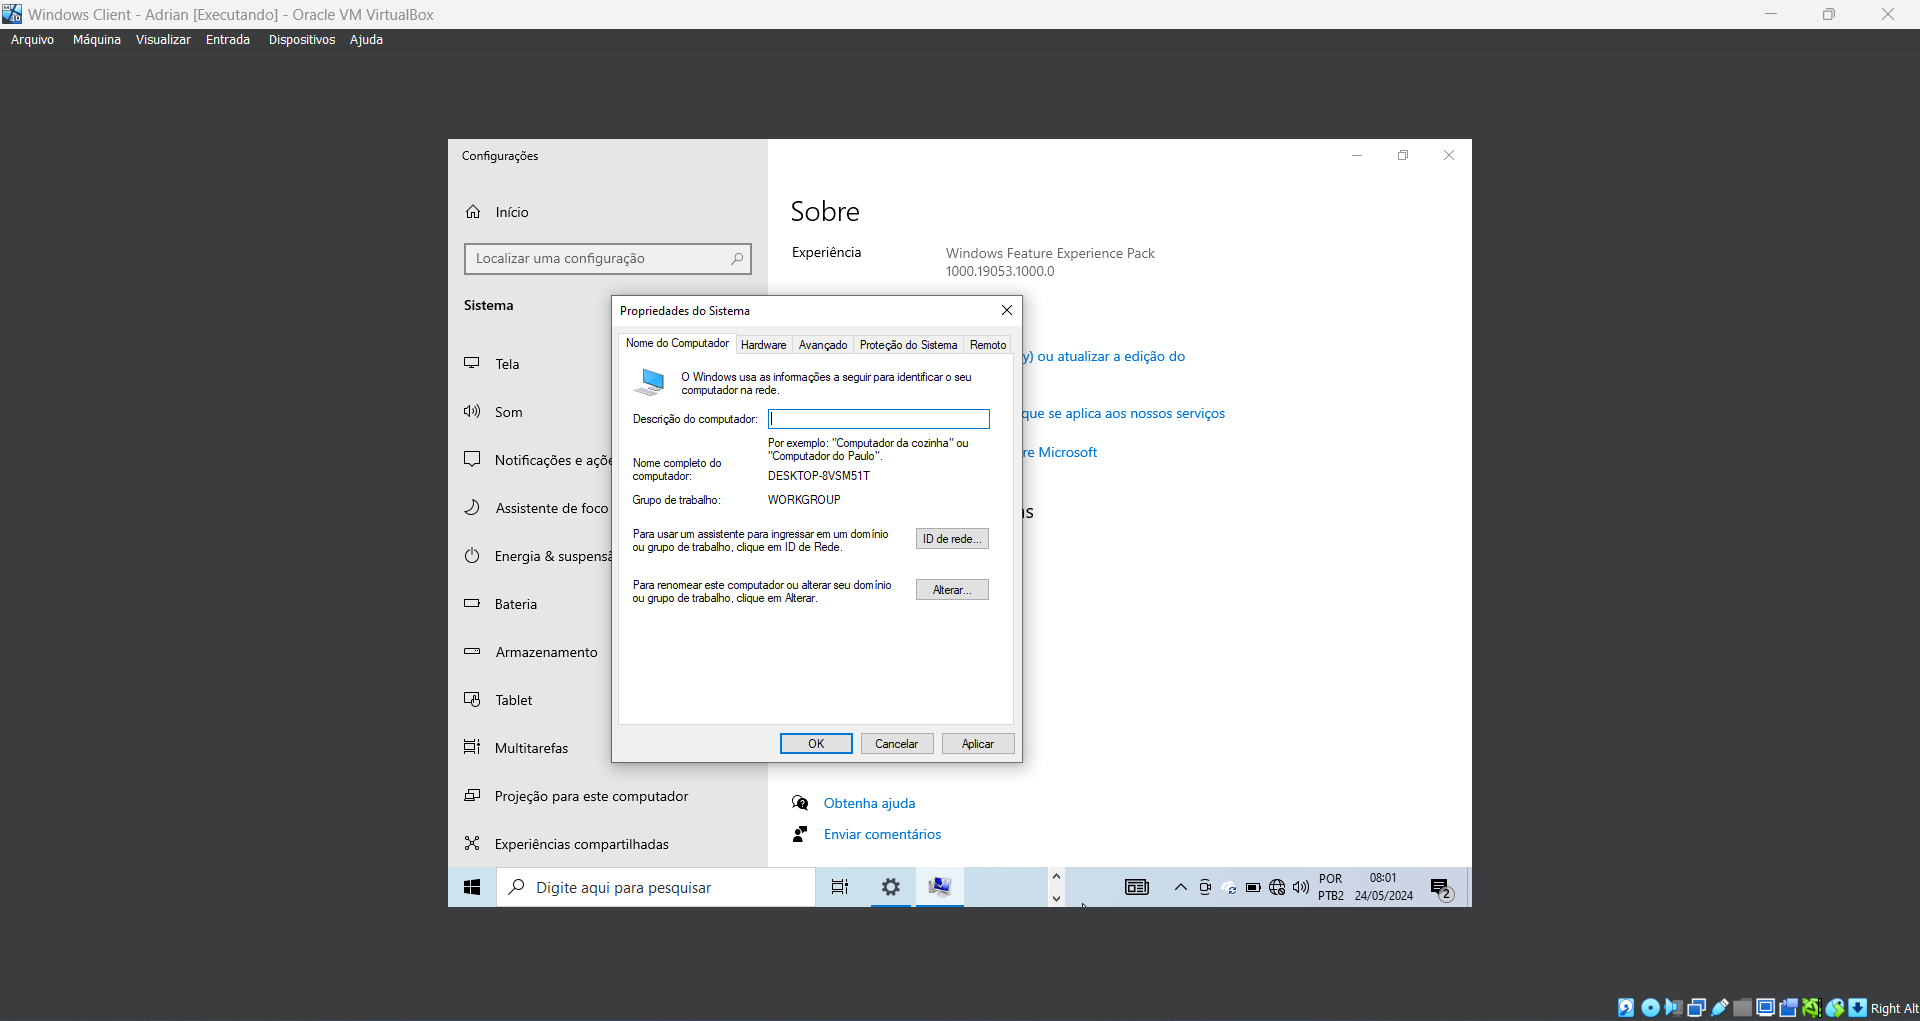 Windows Client - Adrian [Executando] - Oracle VM VirtualBox
Arquivo Máquina Visualizar Entrada Dispositivos Ajuda
Configurações
Início
Localizar uma configuração
Sistema
Tela
Som
Notificações e açõe
Assistente de foco
Energia & suspens
Bateria
Armazenamento
Tablet
Multitarefas
Projeção para este computador
Experiências compartilhadas
Sobre
Experiência
Windows Feature Experience Pack
1000.19053.1000.0
y) ou atualizar a edição do
que se aplica aos nossos serviços
re Microsoft
as
Obtenha ajuda
Enviar comentários
Propriedades do Sistema
Nome do Computador Hardware Avançado Proteção do Sistema Remoto
O Windows usa as informações a seguir para identificar o seu
computador na rede.
Descrição do computador:
Por exemplo: "Computador da cozinha" ou
"Computador do Paulo".
Nome completo do
computador:
DESKTOP-8VSM51T
Grupo de trabalho:
WORKGROUP
Para usar um assistente para ingressar em um domínio
ou grupo de trabalho, clique em ID de Rede.
ID de rede...
Para renomear este computador ou alterar seu domínio
ou grupo de trabalho, clique em Alterar.
Alterar...
OK Cancelar Aplicar
Digite aqui para pesquisar
POR
PTB2
08:01
24/05/2024
2
Right Alt